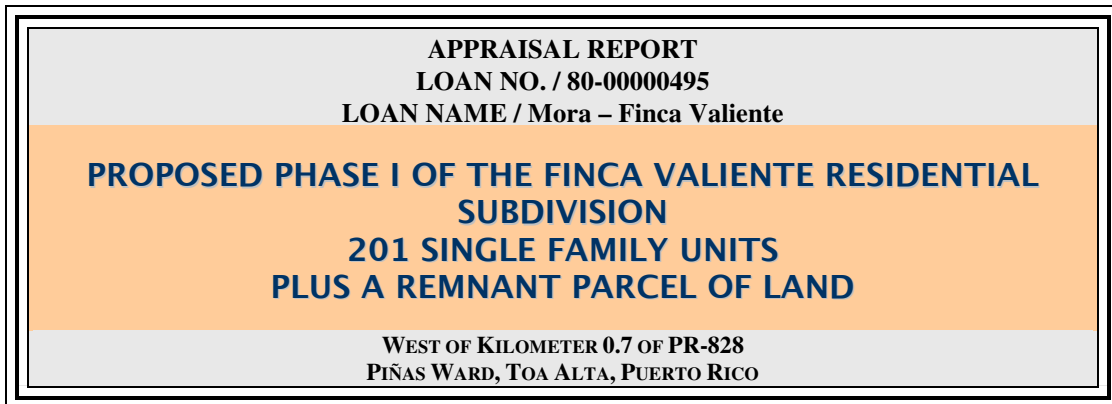 APPRAISAL REPORT
LOAN NO. / 80-00000495
LOAN NAME / Mora – Finca Valiente
PROPOSED PHASE I OF THE FINCA VALIENTE RESIDENTIAL
SUBDIVISION
201 SINGLE FAMILY UNITS
PLUS A REMNANT PARCEL OF LAND
WEST OF KILOMETER 0.7 OF PR-828
PIÑAS WARD, TOA ALTA, PUERTO RICO